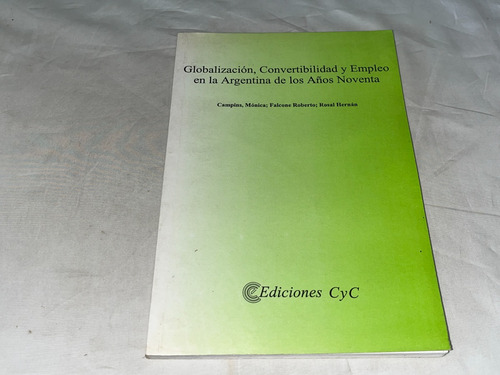 Globalización, Convertibilidad y Empleo
en la Argentina de los Años Noventa
Campins, Mónica; Falcone Roberto; Rosal Hernán
Ediciones CyC